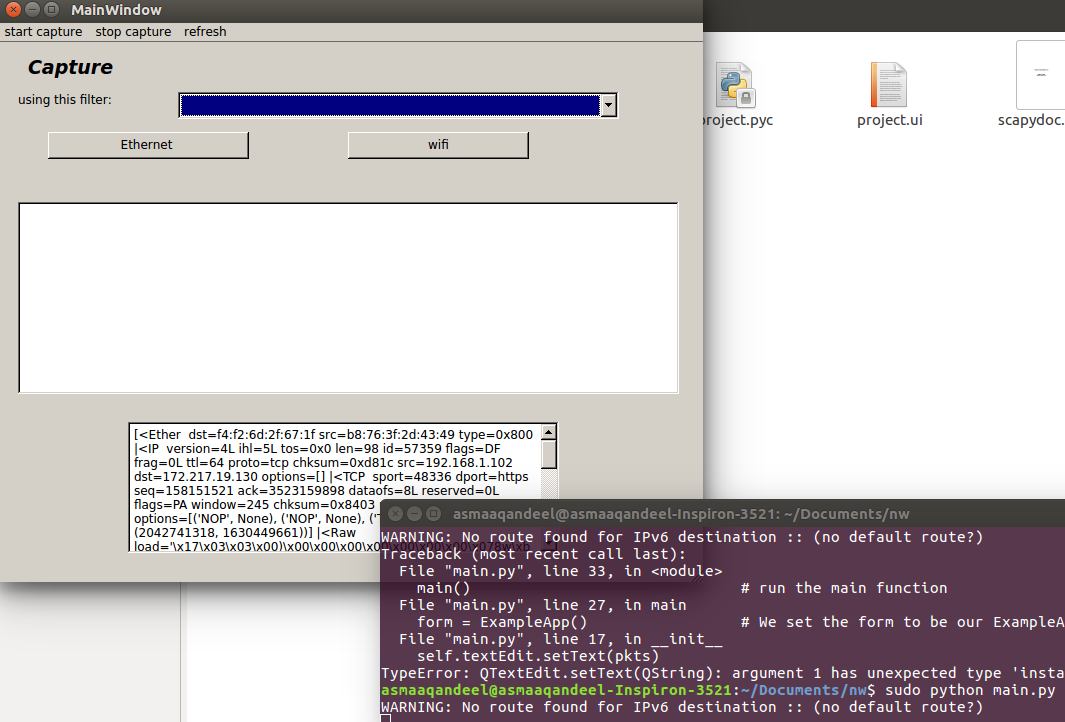 MainWindow
start capture stop capture refresh
Capture
using this filter:
Ethernet wifi
project.pyc project.ui scapydoc.
[<Ether  dst=f4:f2:6d:2f:67:1f src=b8:76:3f:2d:43:49 type=0x800
|<IP  version=4L ihl=5L tos=0x0 len=98 id=57359 flags=DF
frag=0L ttl=64 proto=tcp chksum=0xd81c src=192.168.1.102
dst=172.217.19.130 options=[] |<TCP  sport=48336 dport=https
seq=158151521 ack=3523159898 dataofs=8L reserved=0L
flags=PA window=245 chksum=0x8403
options=[('NOP', None), ('NOP', None), ('
(2042741318, 1630449661))] |<Raw
load='\x17\x03\x03\x00)\x00\x00\x00\x00\x00\x00\x00\x078w\xb
asmaaqandeel@asmaaqandeel-Inspiron-3521: ~/Documents/nw
WARNING: No route found for IPv6 destination :: (no default route?)
Traceback (most recent call last):
  File "main.py", line 33, in <module>
    main()                              # run the main function
  File "main.py", line 27, in main
    form = ExampleApp()                 # We set the form to be our ExampleA
  File "main.py", line 17, in __init__
    self.textEdit.setText(pkts)
TypeError: QTextEdit.setText(QString): argument 1 has unexpected type 'insta
asmaaqandeel@asmaaqandeel-Inspiron-3521:~/Documents/nw$ sudo python main.py
WARNING: No route found for IPv6 destination :: (no default route?)